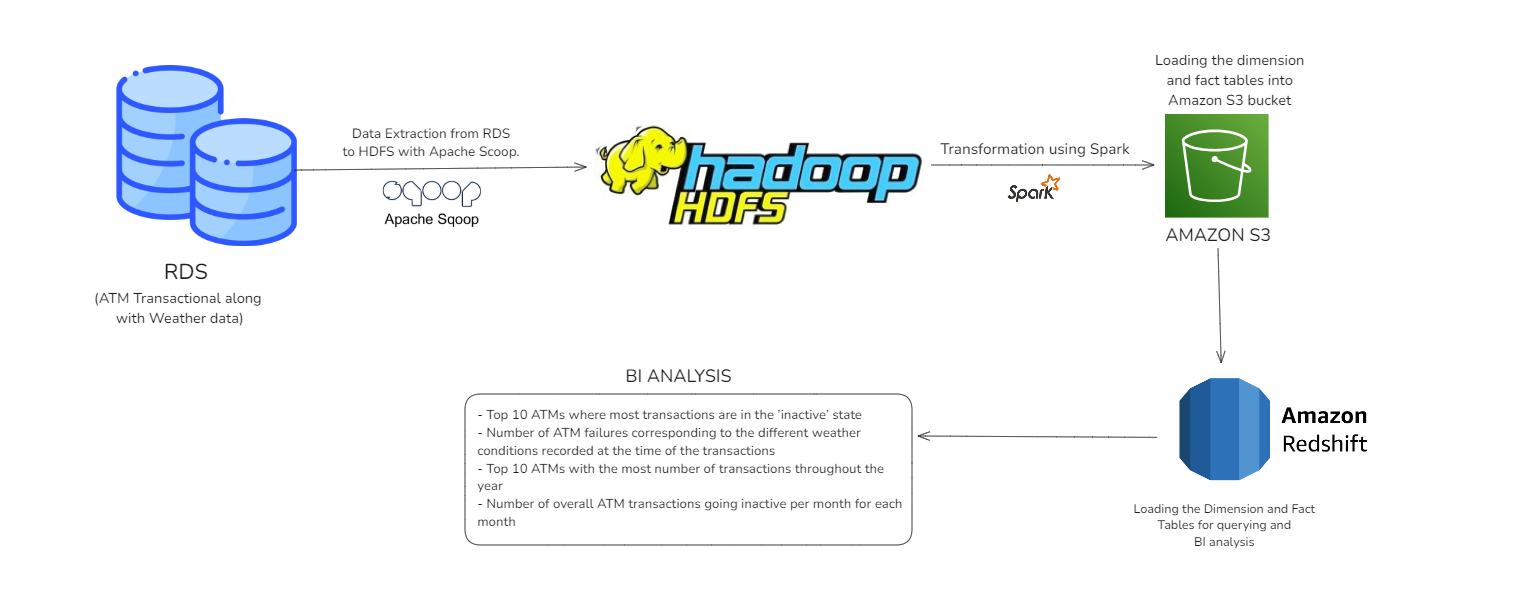 Loading the dimension
and fact tables into
Amazon S3 bucket
Data Extraction from RDS
to HDFS with Apache Scoop.
sqoop
Apache Sqoop
hadoop
HDFS
Transformation using Spark
Spark
AMAZON S3
RDS
(ATM Transactional along
with Weather data)
BI ANALYSIS
- Top 10 ATMs where most transactions are in the 'inactive' state
- Number of ATM failures corresponding to the different weather
conditions recorded at the time of the transactions
- Top 10 ATMs with the most number of transactions throughout the
year
- Number of overall ATM transactions going inactive per month for each
month
Amazon
Redshift
Loading the Dimension and Fact
Tables for querying and
BI analysis